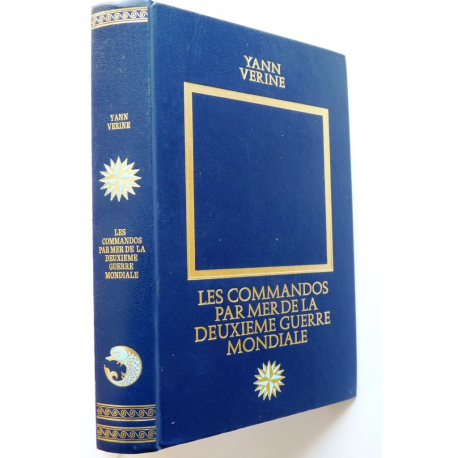 YANN
VERINE
LES
COMMANDOS
PAR MER DE LA
DEUXIEME
GUERRE
MONDIALE
YANN
VERINE
LES COMMANDOS
PAR MER DE LA
DEUXIEME GUERRE
MONDIALE